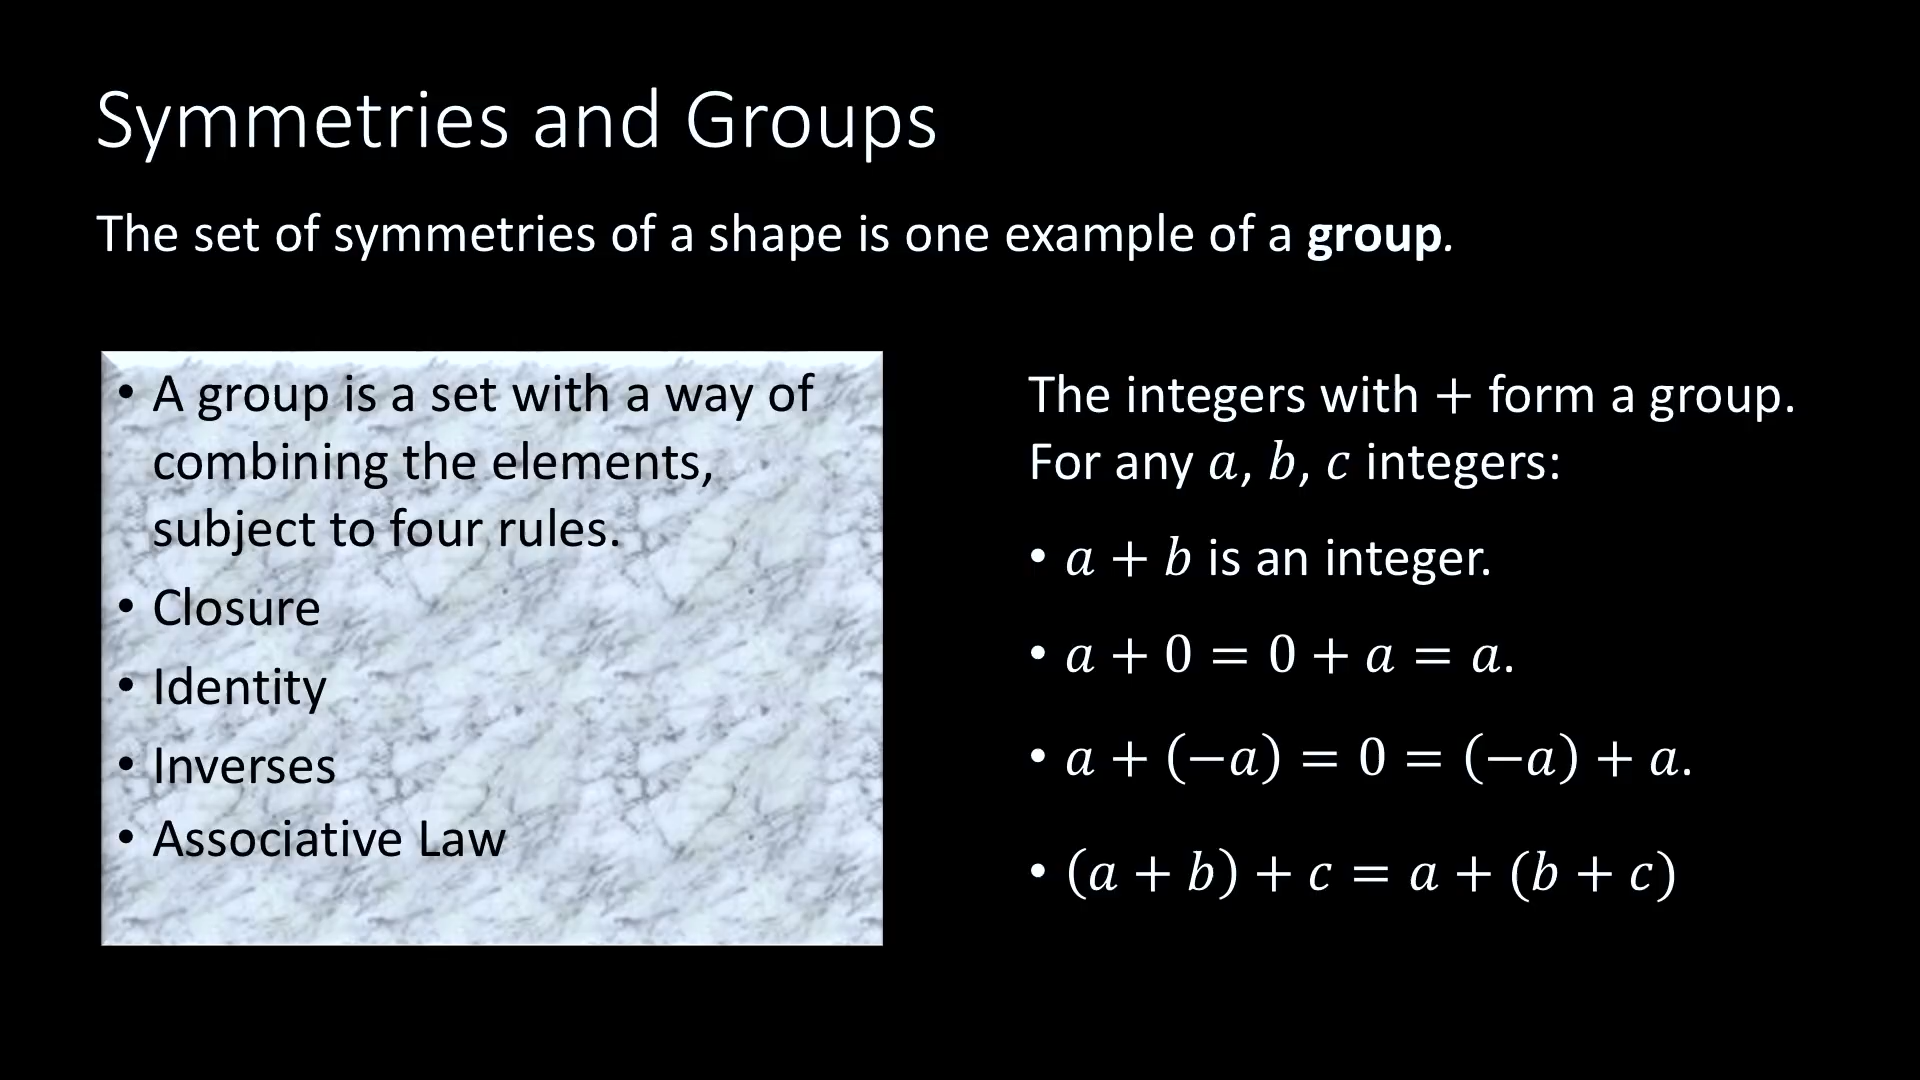 Symmetries and Groups
The set of symmetries of a shape is one example of a group.
• A group is a set with a way of
combining the elements,
subject to four rules.
• Closure
• Identity
• Inverses
• Associative Law
The integers with + form a group.
For any a, b, c integers:
• a + b is an integer.
• a + 0 = 0 + a = a.
• a + (−a) = 0 = (−a) + a.
• (a + b) + c = a + (b + c)